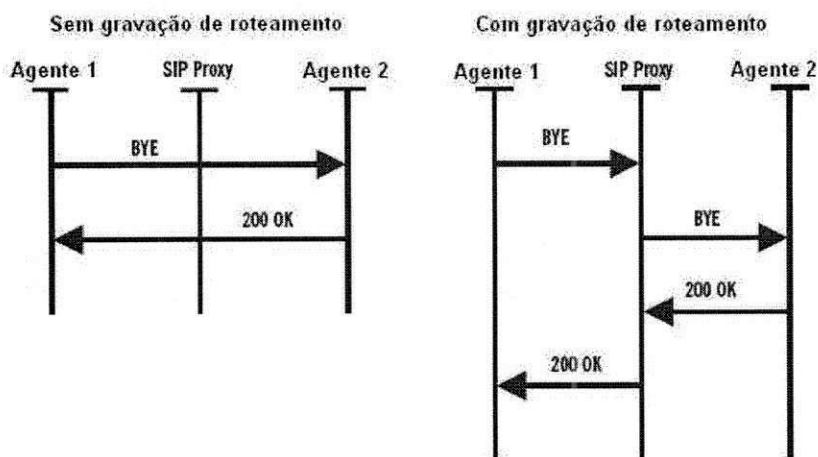 Sem gravação de roteamento
Agente 1 SIP Proxy Agente 2
BYE
200 OK
Com gravação de roteamento
Agente 1 SIP Proxy Agente 2
BYE
BYE
200 OK
200 OK